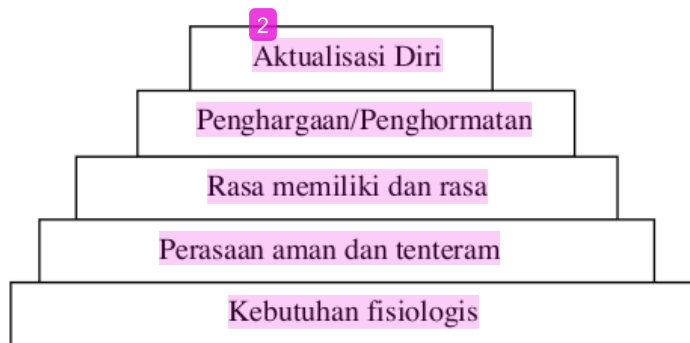 2
Aktualisasi Diri
Penghargaan/Penghormatan
Rasa memiliki dan rasa
Perasaan aman dan tenteram
Kebutuhan fisiologis